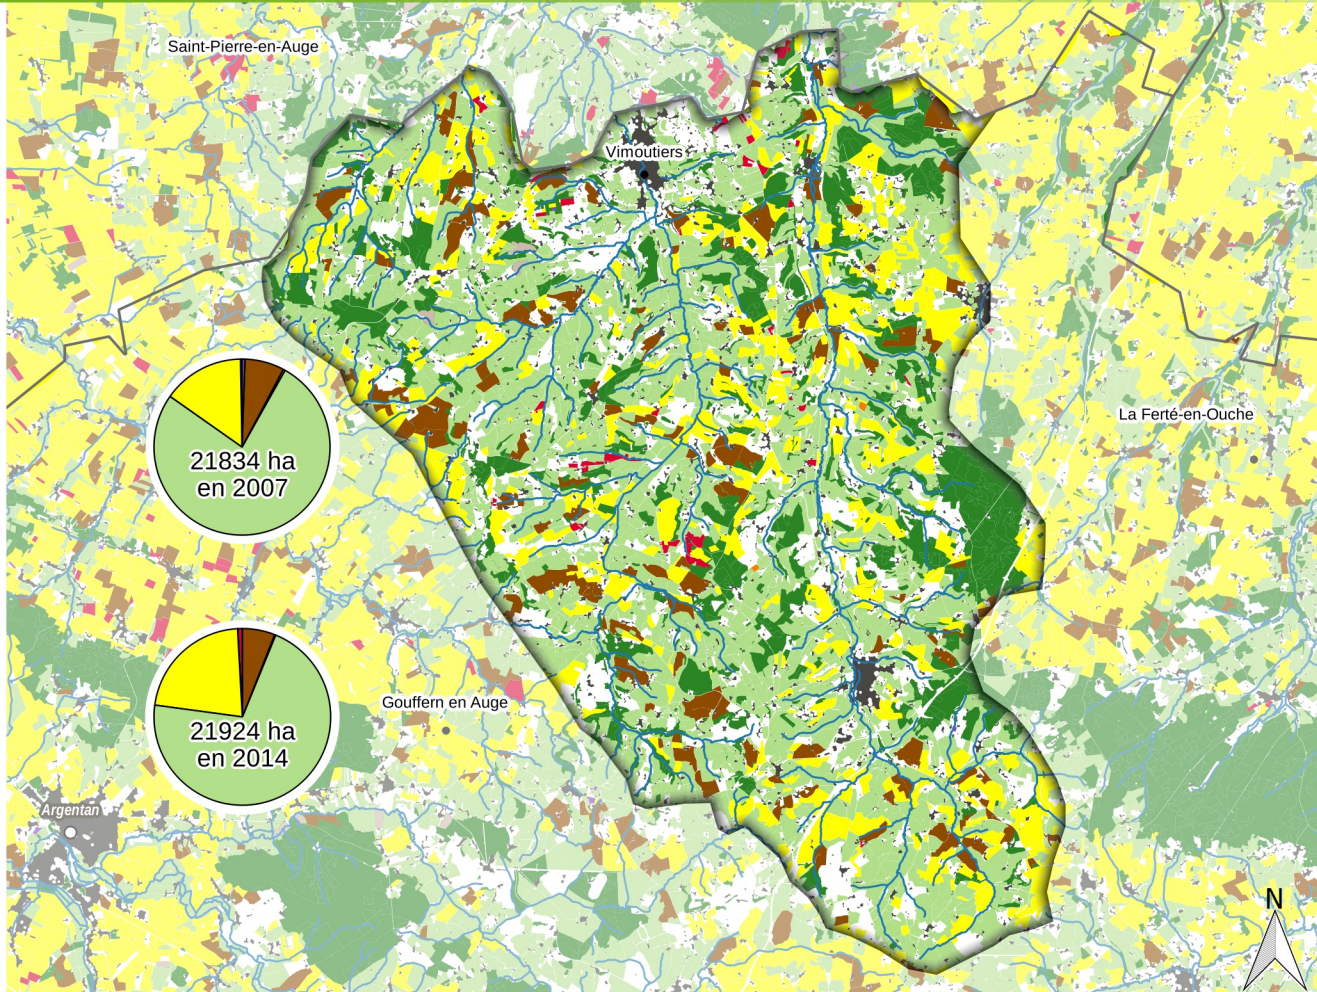 Saint-Pierre-en-Auge
Vimoutiers
La Ferté-en-Ouche
21834 ha
en 2007
21924 ha
en 2014
Gouffern en Auge
Argentan
N